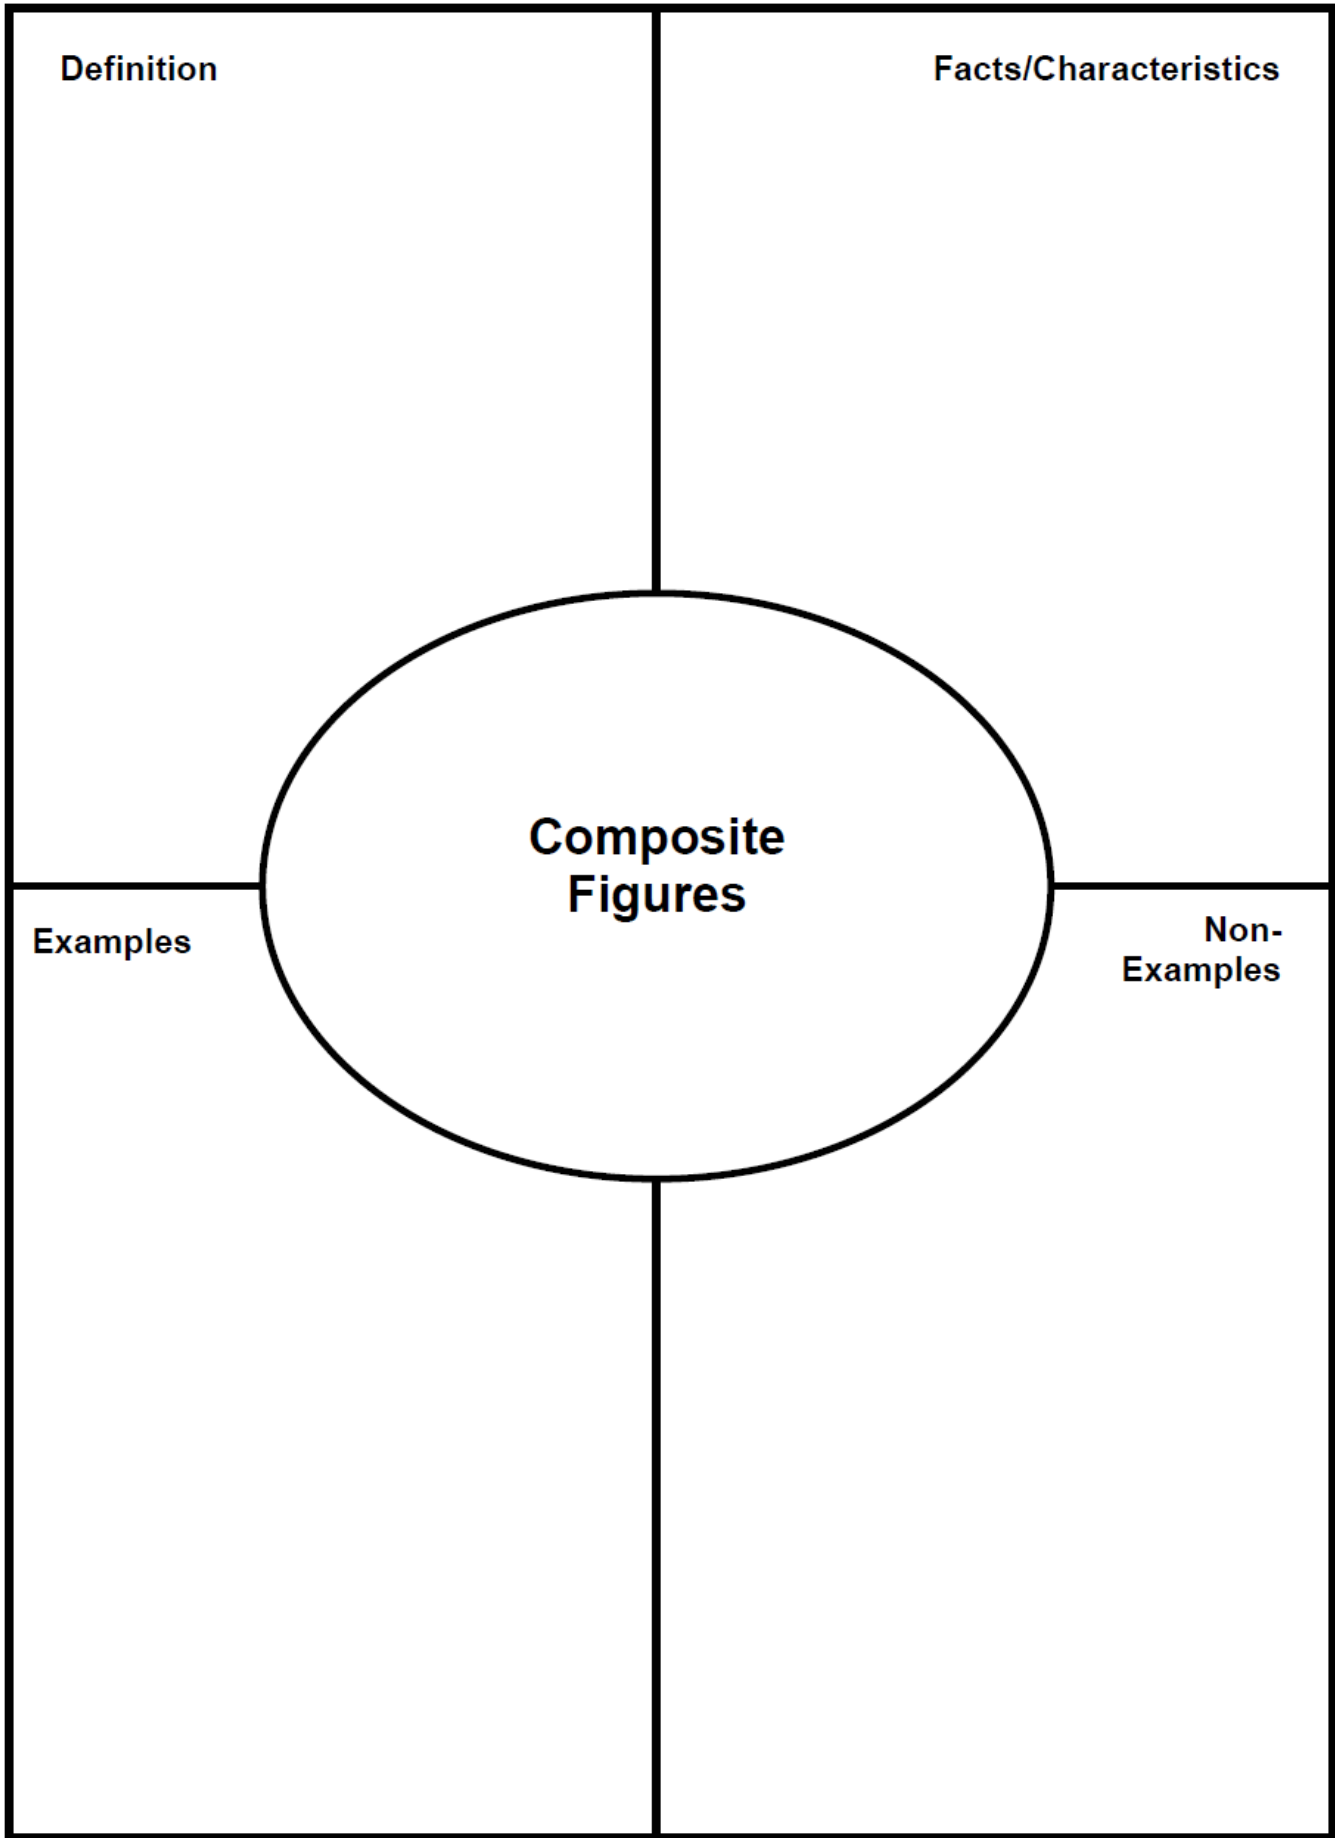 Definition
Facts/Characteristics
Composite
Figures
Examples
Non-
Examples